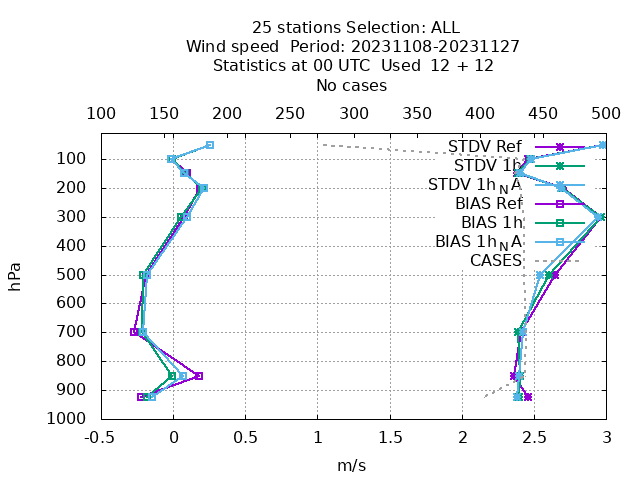 25 stations Selection: ALL
Wind speed  Period: 20231108-20231127
Statistics at 00 UTC  Used  12 + 12
No cases
100 150 200 250 300 350 400 450 500
STDV Ref
STDV 1h
STDV 1h_N A
BIAS Ref
BIAS 1h
BIAS 1h_N A
CASES
hPa
100
200
300
400
500
600
700
800
900
1000
-0.5 0 0.5 1 1.5 2 2.5 3
m/s